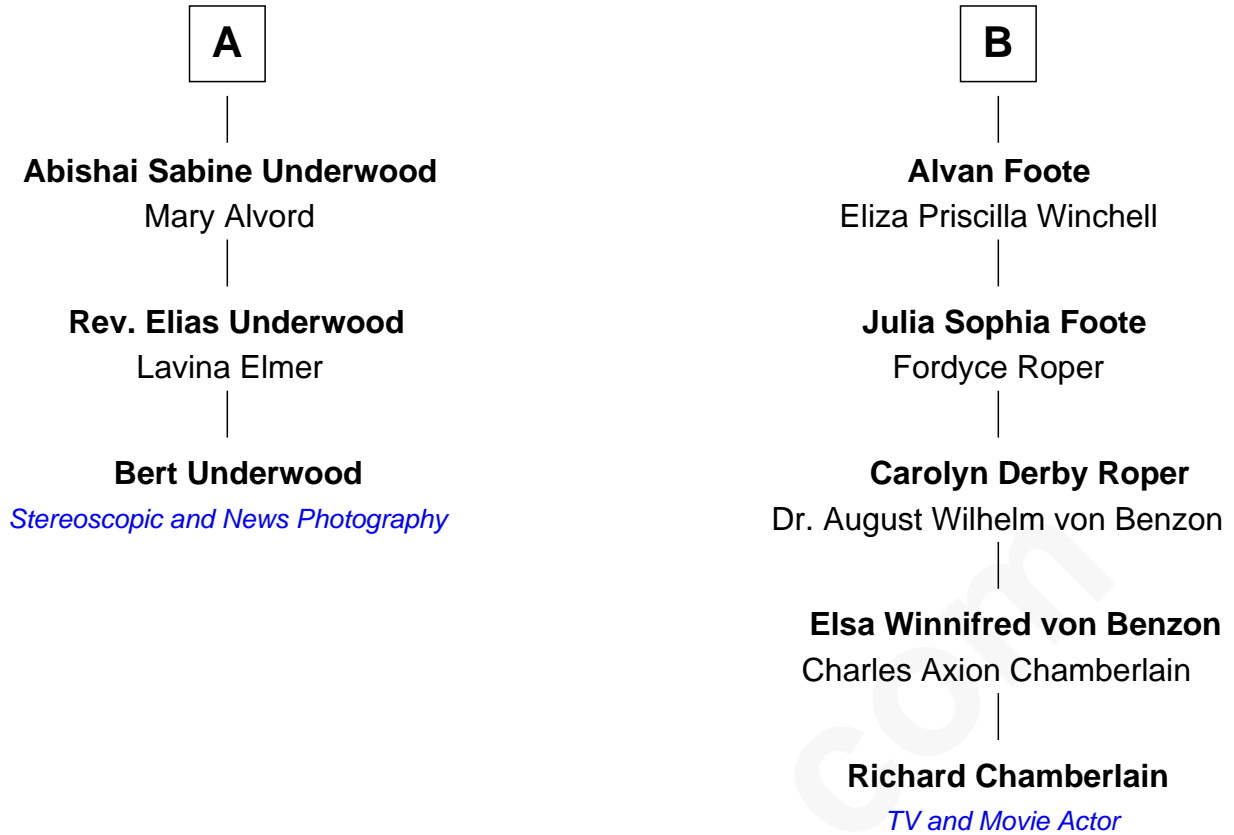 A
Abishai Sabine Underwood
Mary Alvord
Rev. Elias Underwood
Lavina Elmer
Bert Underwood
Stereoscopic and News Photography
B
Alvan Foote
Eliza Priscilla Winchell
Julia Sophia Foote
Fordyce Roper
Carolyn Derby Roper
Dr. August Wilhelm von Benzon
Elsa Winnifred von Benzon
Charles Axion Chamberlain
Richard Chamberlain
TV and Movie Actor
com